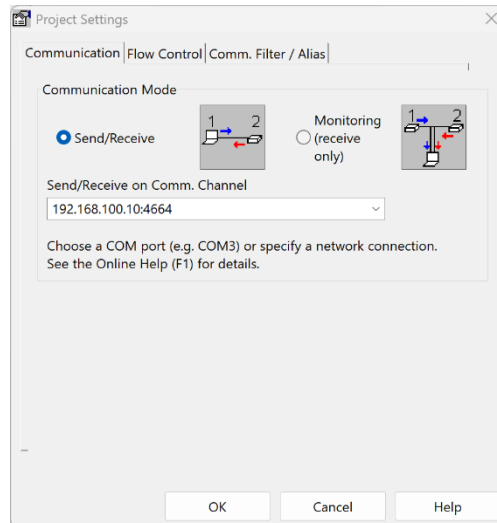 Project Settings
Communication
Flow Control
Comm. Filter / Alias
Communication Mode
Send/Receive
1 2
Monitoring
(receive
only)
1 2
Send/Receive on Comm. Channel
192.168.100.10:4664
Choose a COM port (e.g. COM3) or specify a network connection.
See the Online Help (F1) for details.
OK
Cancel
Help